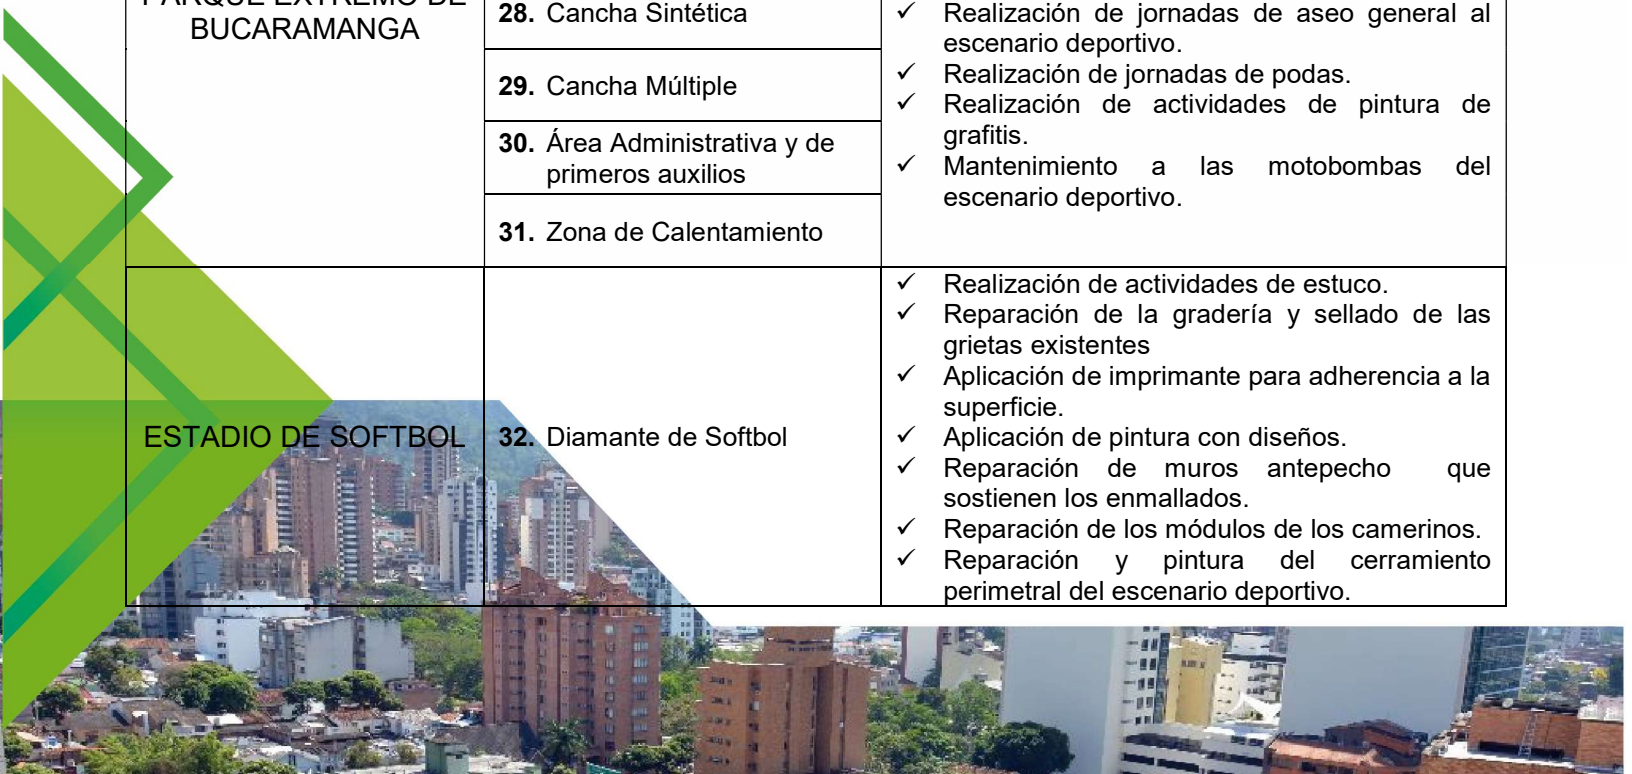 PARQUE EXTREMO DE
BUCARAMANGA
28. Cancha Sintética
29. Cancha Múltiple
30. Área Administrativa y de
primeros auxilios
31. Zona de Calentamiento
✓ Realización de jornadas de aseo general al
escenario deportivo.
✓ Realización de jornadas de podas.
✓ Realización de actividades de pintura de
grafitis.
✓ Mantenimiento a las motobombas del
escenario deportivo.
ESTADIO DE SOFTBOL
32. Diamante de Softbol
✓ Realización de actividades de estuco.
✓ Reparación de la gradería y sellado de las
grietas existentes
✓ Aplicación de imprimante para adherencia a la
superficie.
✓ Aplicación de pintura con diseños.
✓ Reparación de muros antepecho que
sostienen los enmallados.
✓ Reparación de los módulos de los camerinos.
✓ Reparación y pintura del cerramiento
perimetral del escenario deportivo.